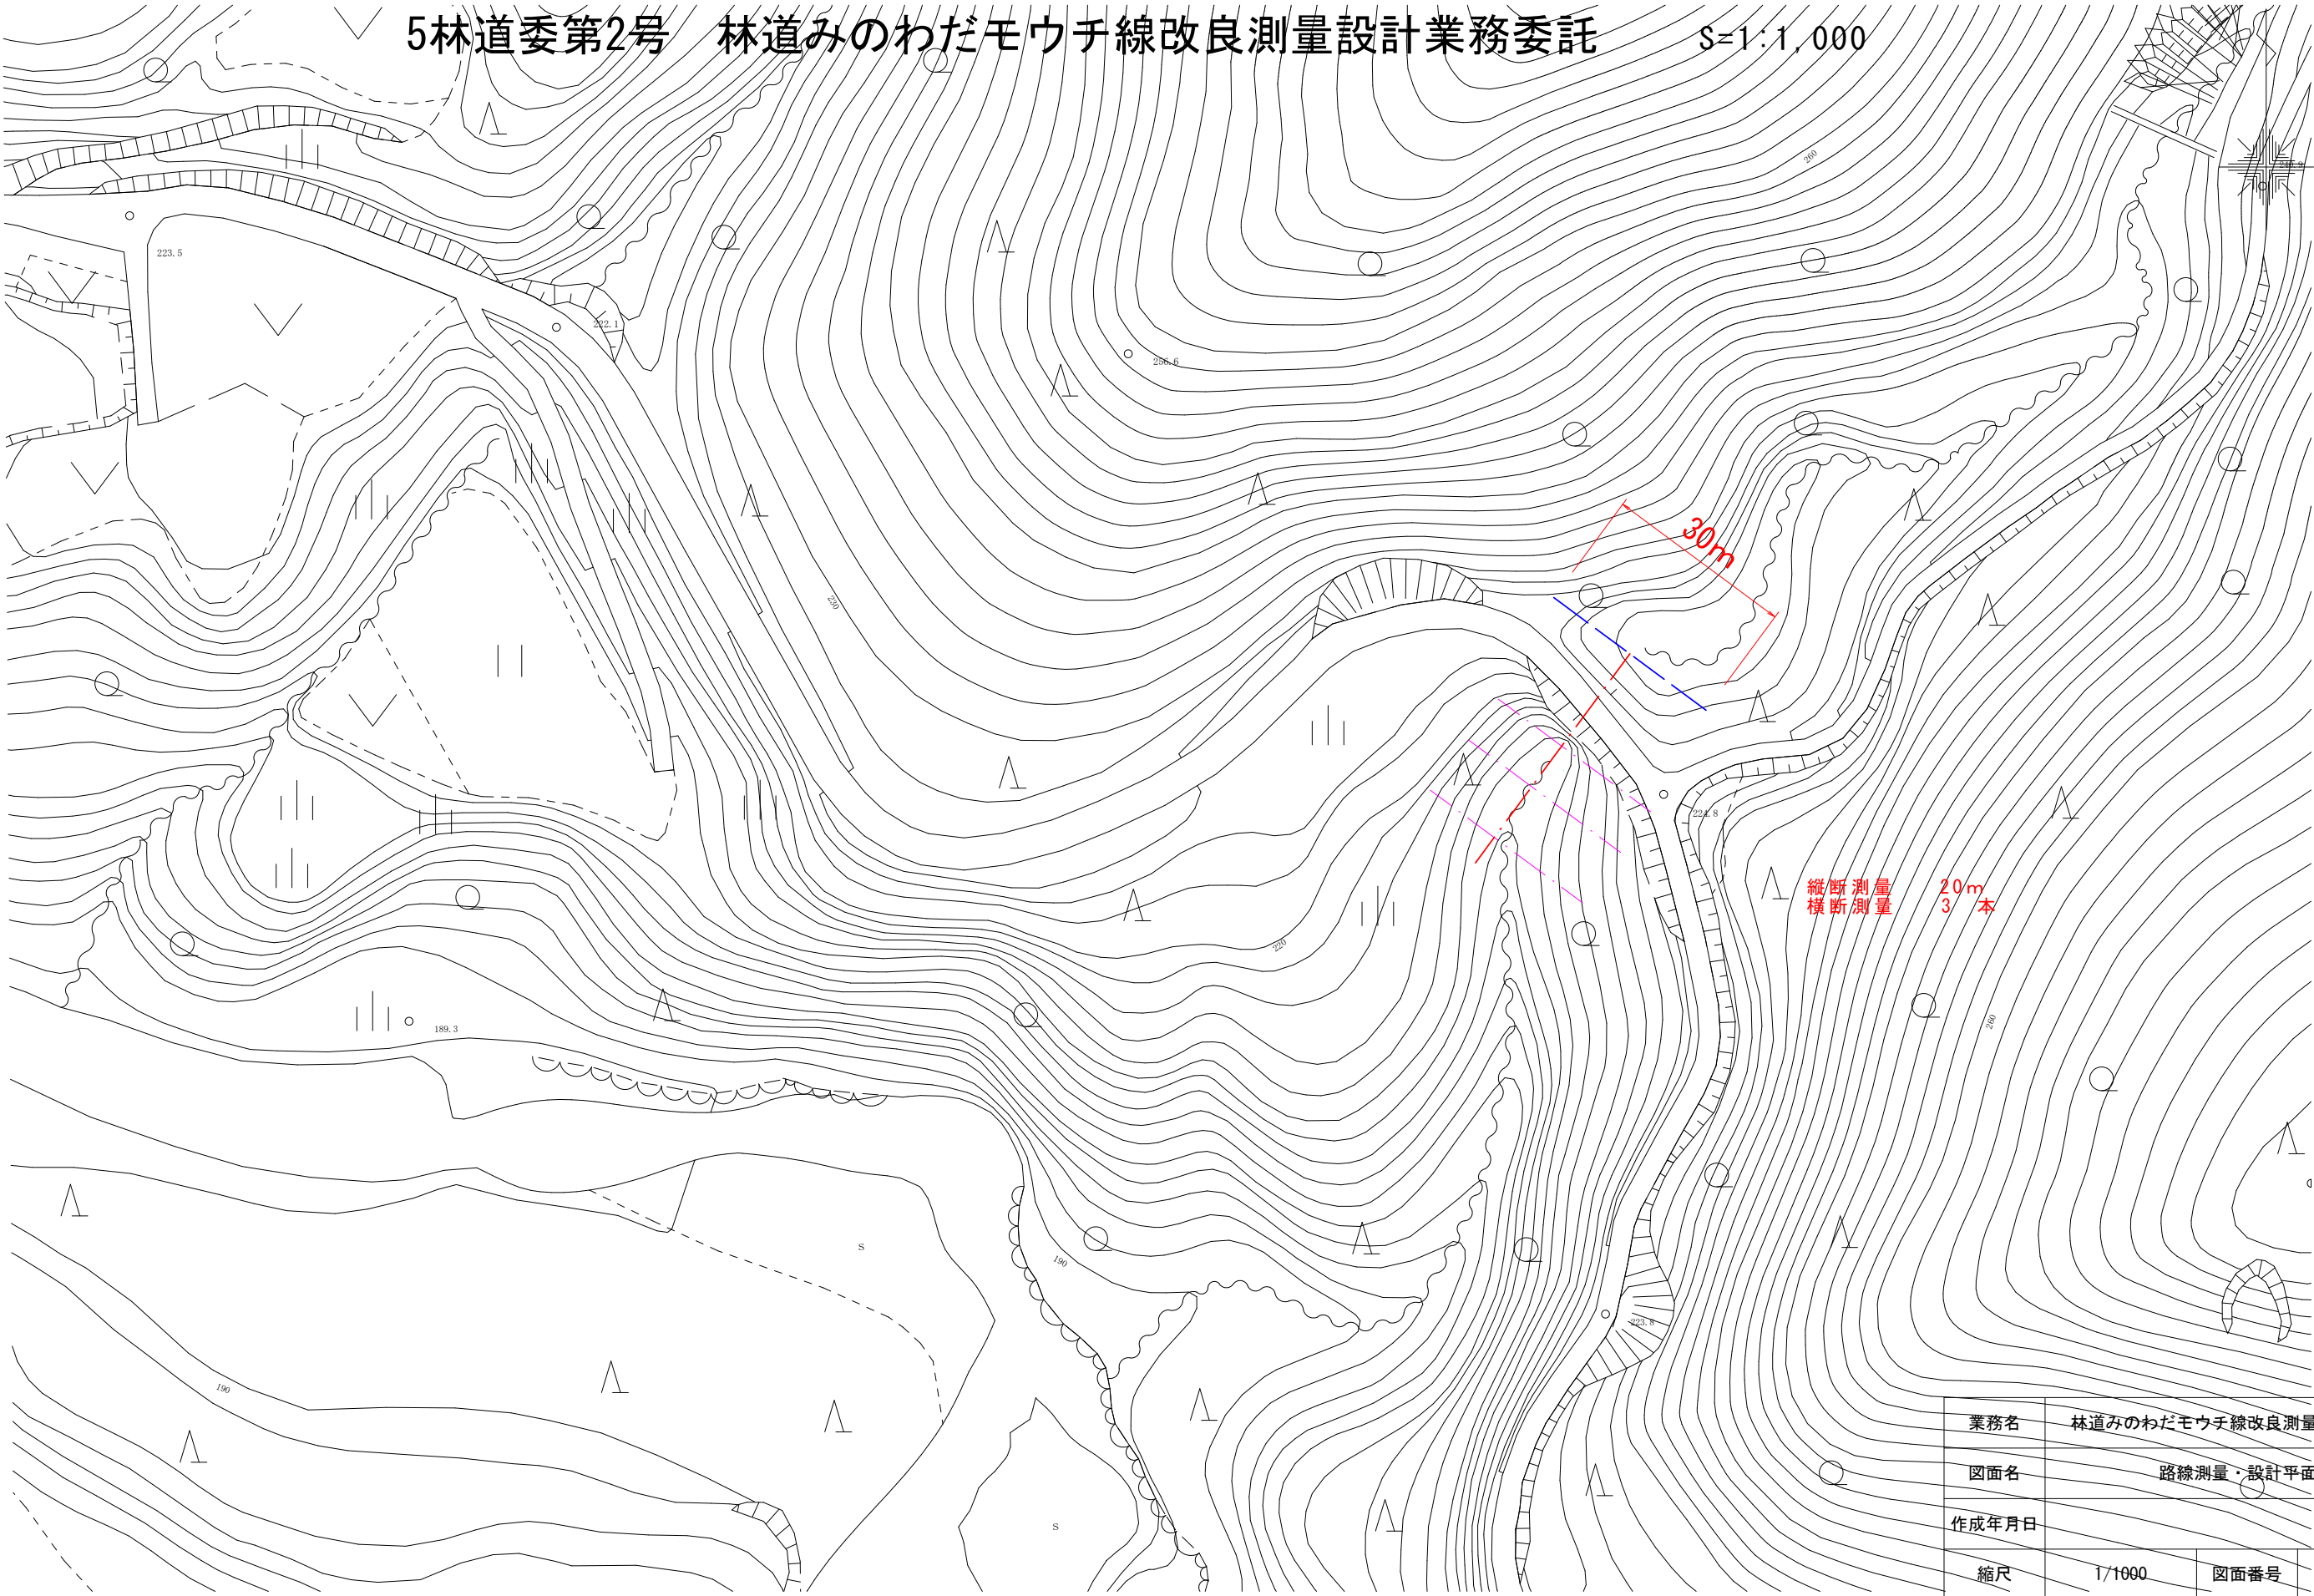 5林道委第2号　林道みのわだモウチ線改良測量設計業務委託　S=1:1,000
260
223.5
222.1
256.6
30m
230
224.8
縦断測量　20m
横断測量　3　本
220
260
189.3
S
190
223.8
190
S
業務名　林道みのわだモウチ線改良測量
図面名　路線測量・設計平面
作成年月日
縮尺　1/1000　図面番号